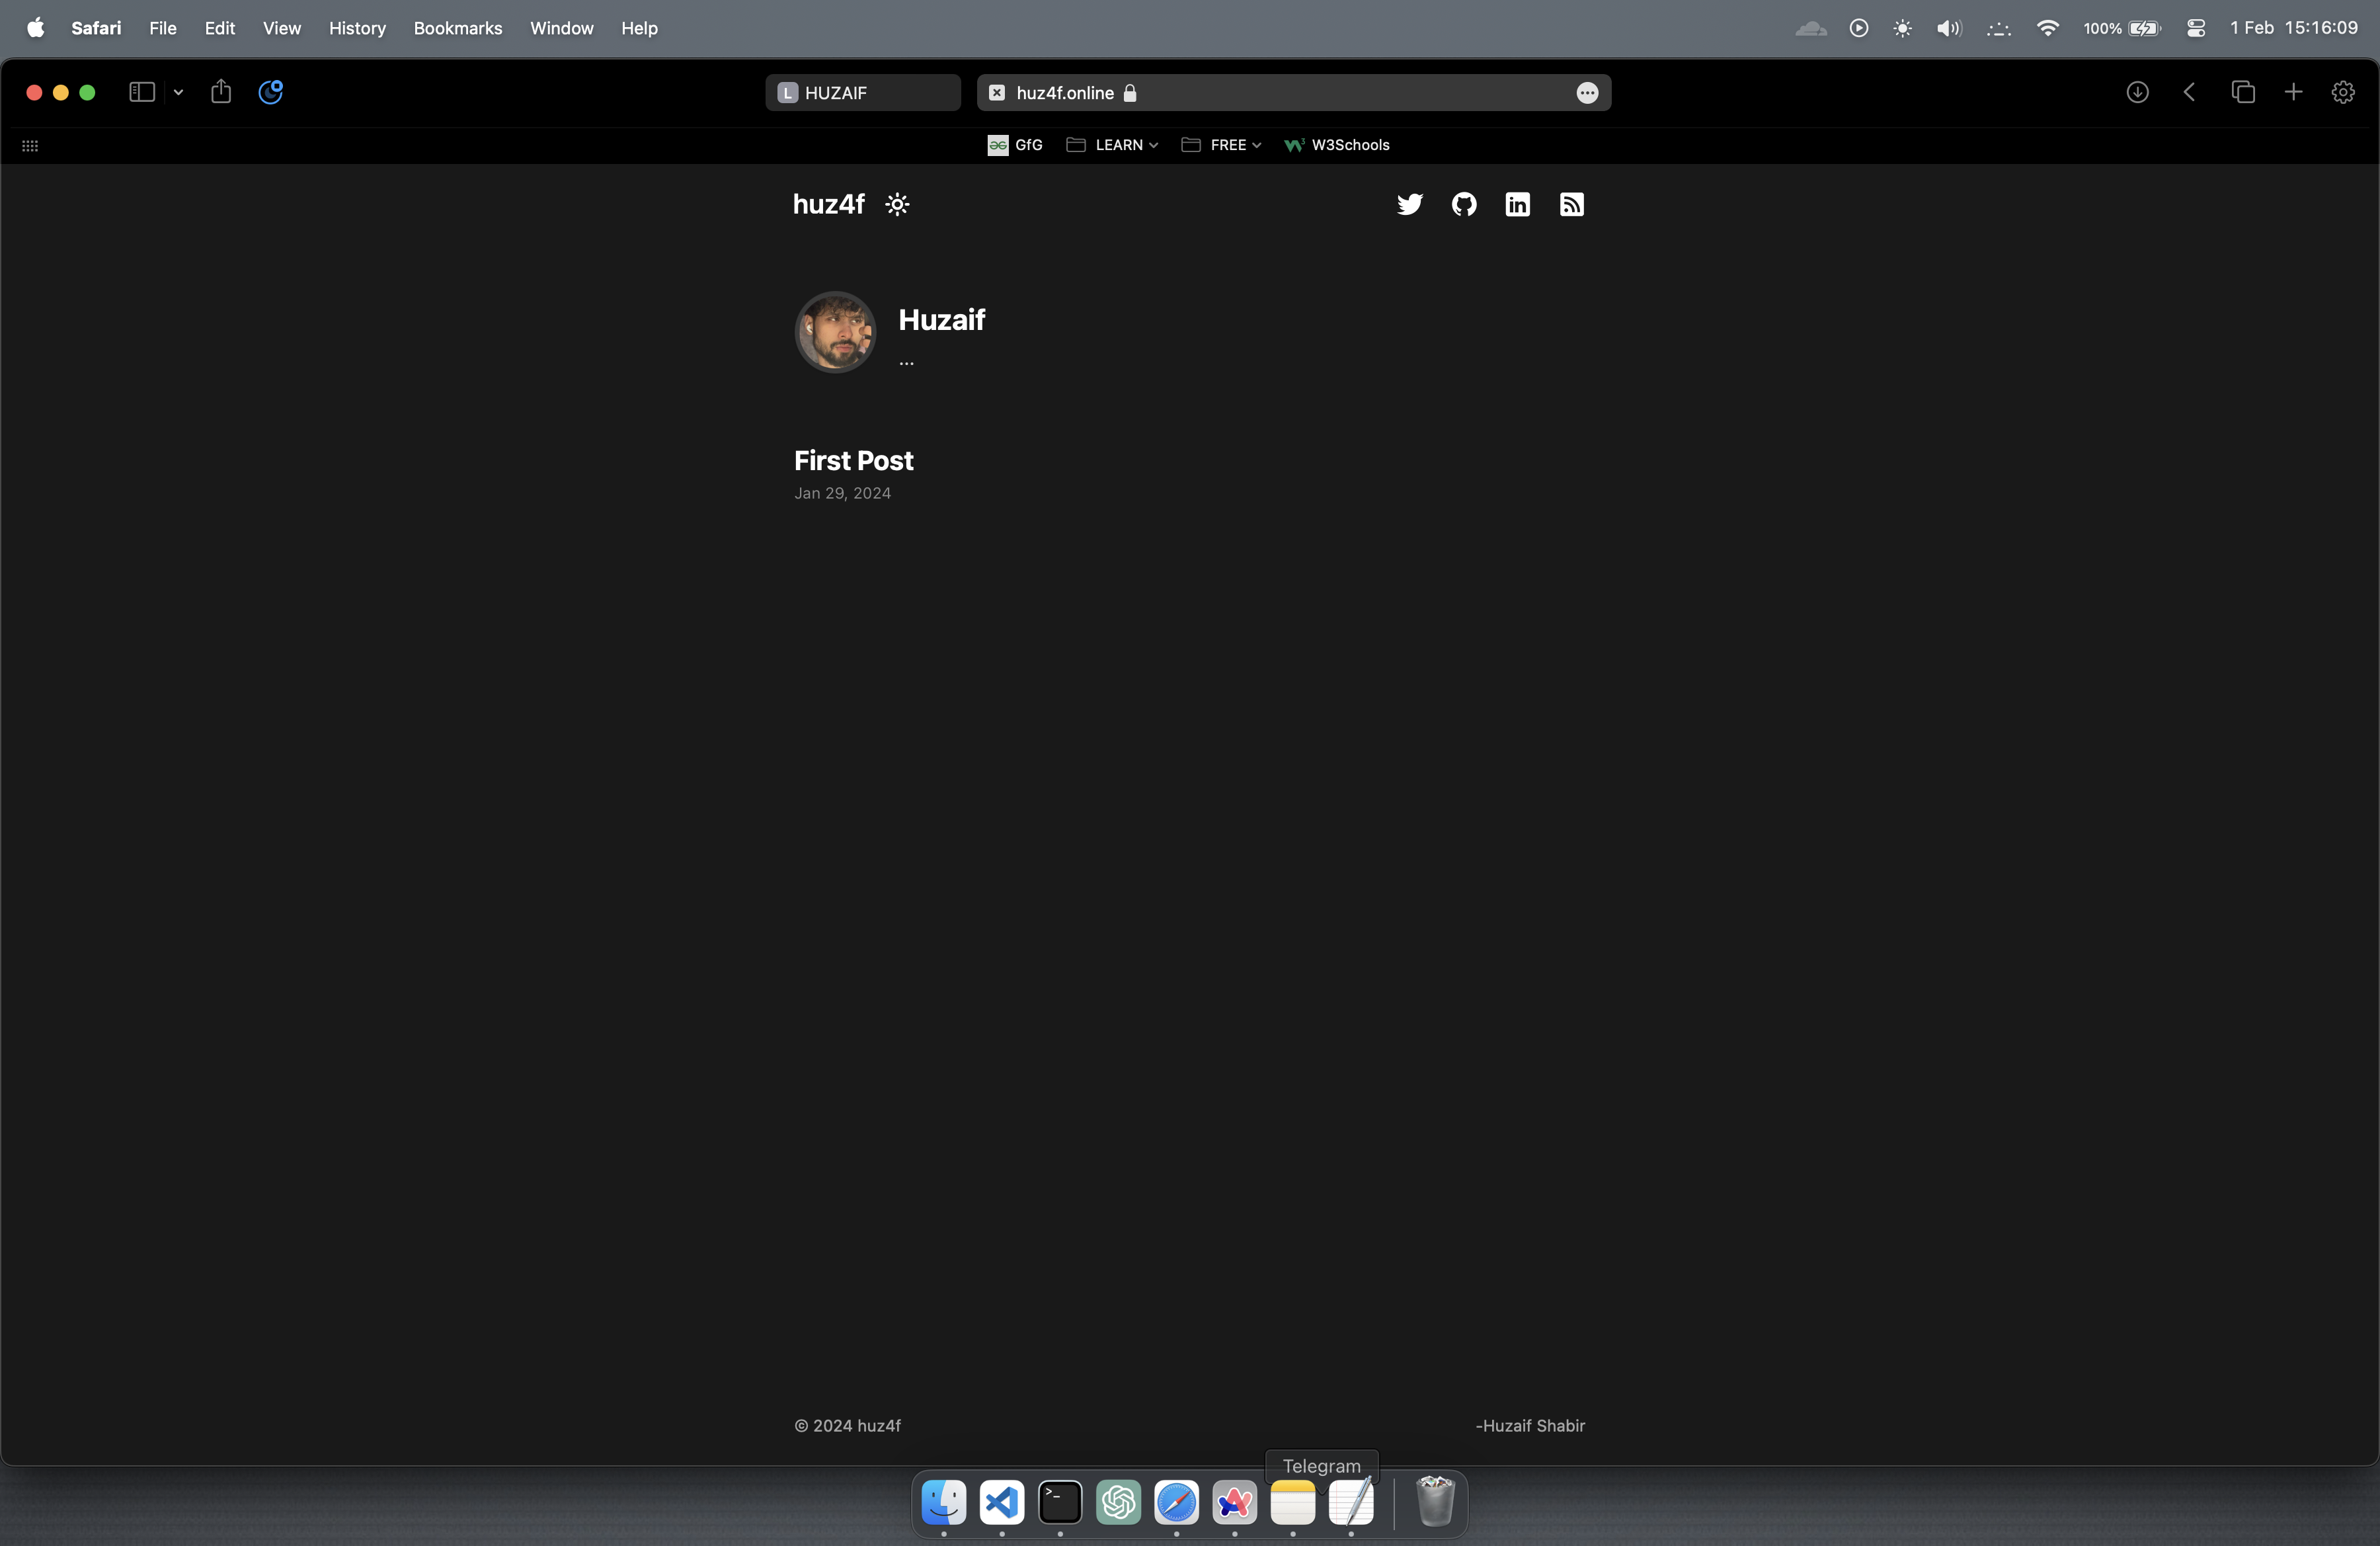 Safari File Edit View History Bookmarks Window Help 100% 1 Feb 15:16:09
L HUZAIF huz4f.online
GfG LEARN FREE W3Schools
huz4f
Huzaif
...
First Post
Jan 29, 2024
© 2024 huz4f -Huzaif Shabir
Telegram